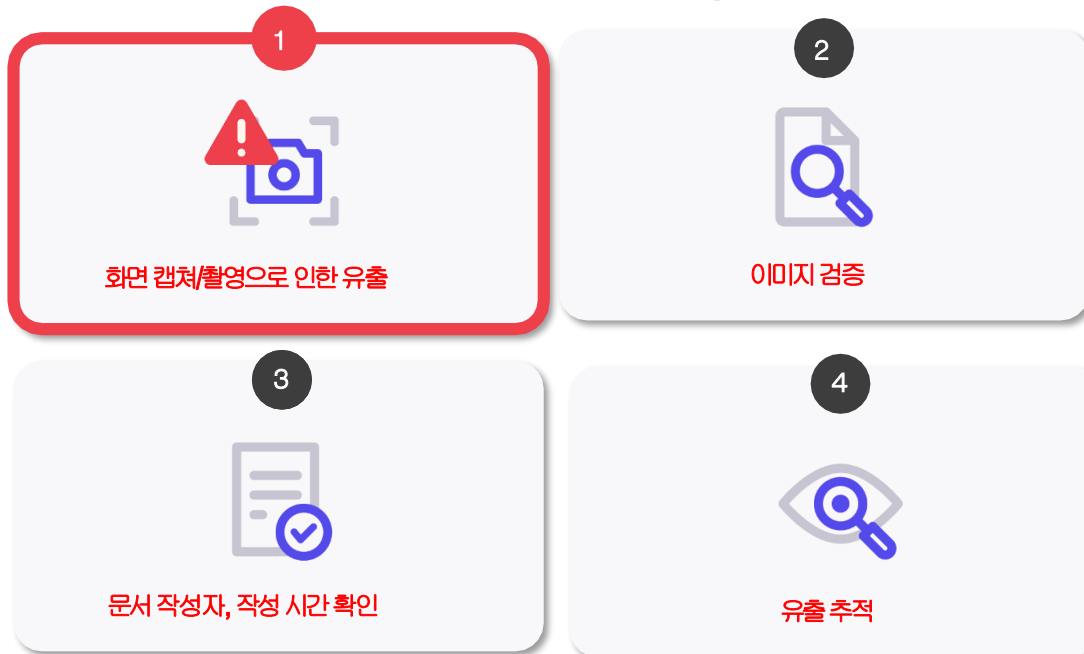 1
2
화면 캡쳐/촬영으로 인한 유출
이미지 검증
3
4
문서 작성자, 작성 시간 확인
유출 추적